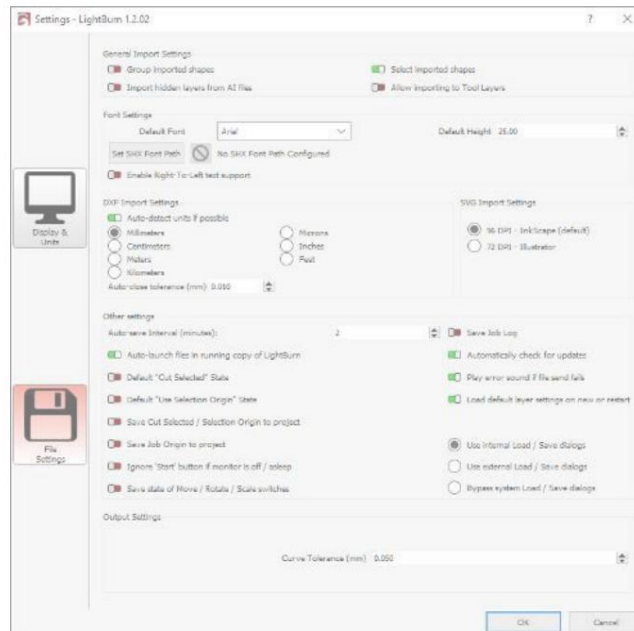 Settings - LightBurn 1.2.02
? X
General Import Settings
Group imported shapes
Select imported shapes
Import hidden layers from AI files
Allow importing to Tool Layers
Font Settings
Default Font
Arial
Default Height 25.00
Set SHX Font Path
No SHX Font Path Configured
Enable Right-To-Left text support
Display &
Units
DXF Import Settings
Auto-detect units if possible
Millimeters
Microns
Centimeters
Inches
Meters
Feet
Kilometers
Auto-close tolerance (mm) 0.050
SVG Import Settings
96 DPI - InkScape (default)
72 DPI - Illustrator
Other settings
Auto-save Interval (minutes):
2
Save Job Log
Auto-launch files in running copy of LightBurn
Automatically check for updates
Default "Cut Selected" State
Play error sound if file send fails
Default "Use Selection Origin" State
Load default layer settings on new or restart
Save Cut Selected / Selection Origin to project
File
Settings
Save Job Origin to project
Use internal Load / Save dialogs
Ignore 'Start' button if monitor is off / asleep
Use external Load / Save dialogs
Save state of Move / Rotate / Scale switches
Bypass system Load / Save dialogs
Output Settings
Curve Tolerance (mm) 0.050
OK
Cancel